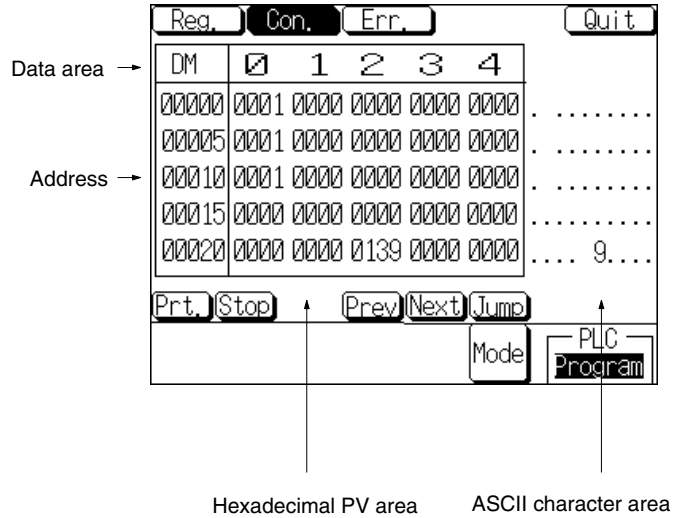 Reg. Con. Err. Quit
Data area DM 0 1 2 3 4
00000 0001 0000 0000 0000 0000 . ........
00005 0001 0000 0000 0000 0000 . ........
Address 00010 0001 0000 0000 0000 0000 . ........
00015 0000 0000 0000 0000 0000 ..........
00020 0000 0000 0139 0000 0000 .... 9....
Prt. Stop Prev Next Jump
Mode PLC
Program
Hexadecimal PV area ASCII character area